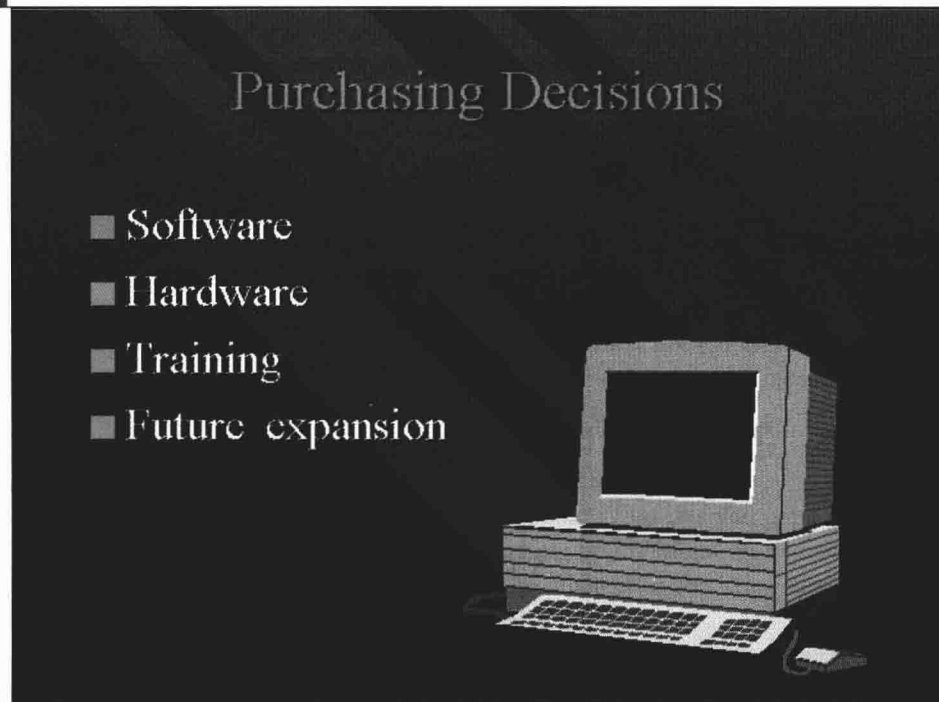 Purchasing Decisions
Software
Hardware
Training
Future expansion